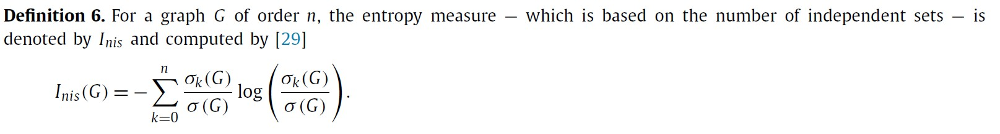 Definition 6. For a graph G of order n, the entropy measure – which is based on the number of independent sets – is
denoted by I_{nis} and computed by [29]
I_{nis}(G) = -\sum_{k=0}^{n} \frac{\sigma_k(G)}{\sigma(G)} \log \left( \frac{\sigma_k(G)}{\sigma(G)} \right).